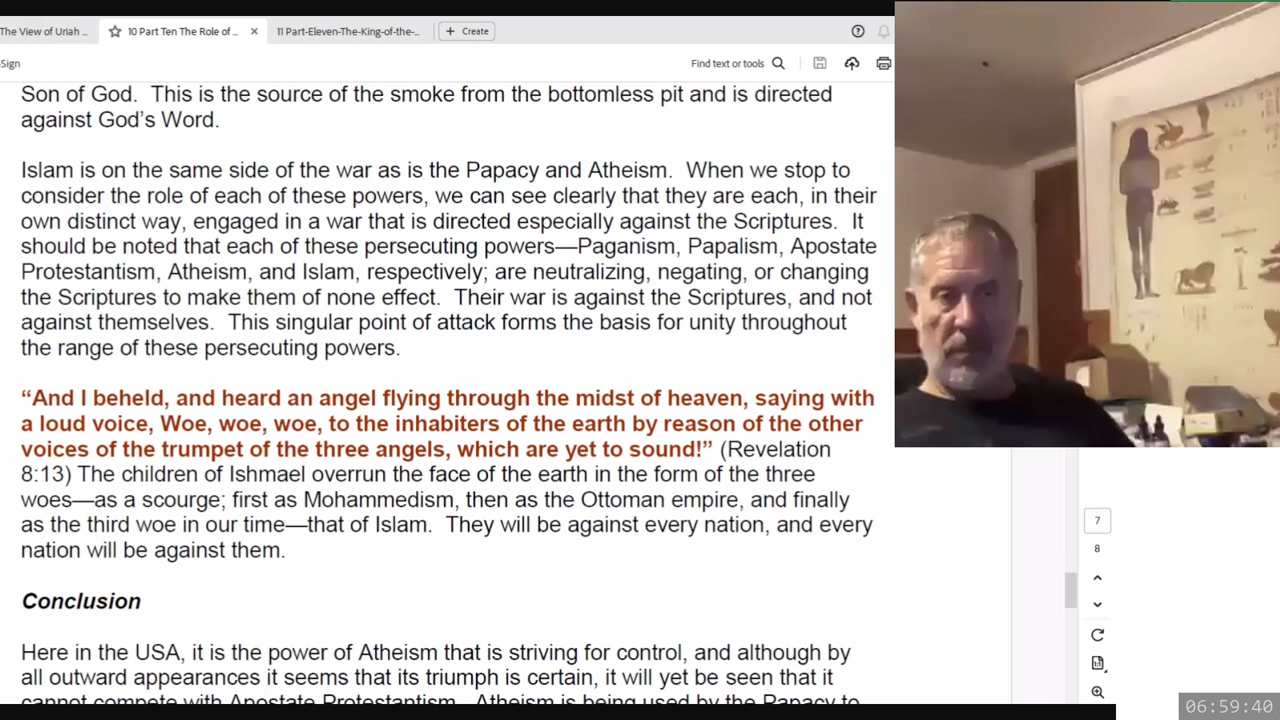 The View of Uriah ...
10 Part Ten The Role of ...
11 Part-Eleven-The-King-of-the-...
Create
Sign
Find text or tools
Son of God.  This is the source of the smoke from the bottomless pit and is directed
against God’s Word.
Islam is on the same side of the war as is the Papacy and Atheism.  When we stop to
consider the role of each of these powers, we can see clearly that they are each, in their
own distinct way, engaged in a war that is directed especially against the Scriptures.  It
should be noted that each of these persecuting powers—Paganism, Papalism, Apostate
Protestantism, Atheism, and Islam, respectively; are neutralizing, negating, or changing
the Scriptures to make them of none effect.  Their war is against the Scriptures, and not
against themselves.  This singular point of attack forms the basis for unity throughout
the range of these persecuting powers.
“And I beheld, and heard an angel flying through the midst of heaven, saying with
a loud voice, Woe, woe, woe, to the inhabiters of the earth by reason of the other
voices of the trumpet of the three angels, which are yet to sound!” (Revelation
8:13) The children of Ishmael overrun the face of the earth in the form of the three
woes—as a scourge; first as Mohammedism, then as the Ottoman empire, and finally
as the third woe in our time—that of Islam.  They will be against every nation, and every
nation will be against them.
Conclusion
Here in the USA, it is the power of Atheism that is striving for control, and although by
all outward appearances it seems that its triumph is certain, it will yet be seen that it
cannot compete with Apostate Protestantism.  Atheism is being used by the Papacy to
7
8
06:59:40